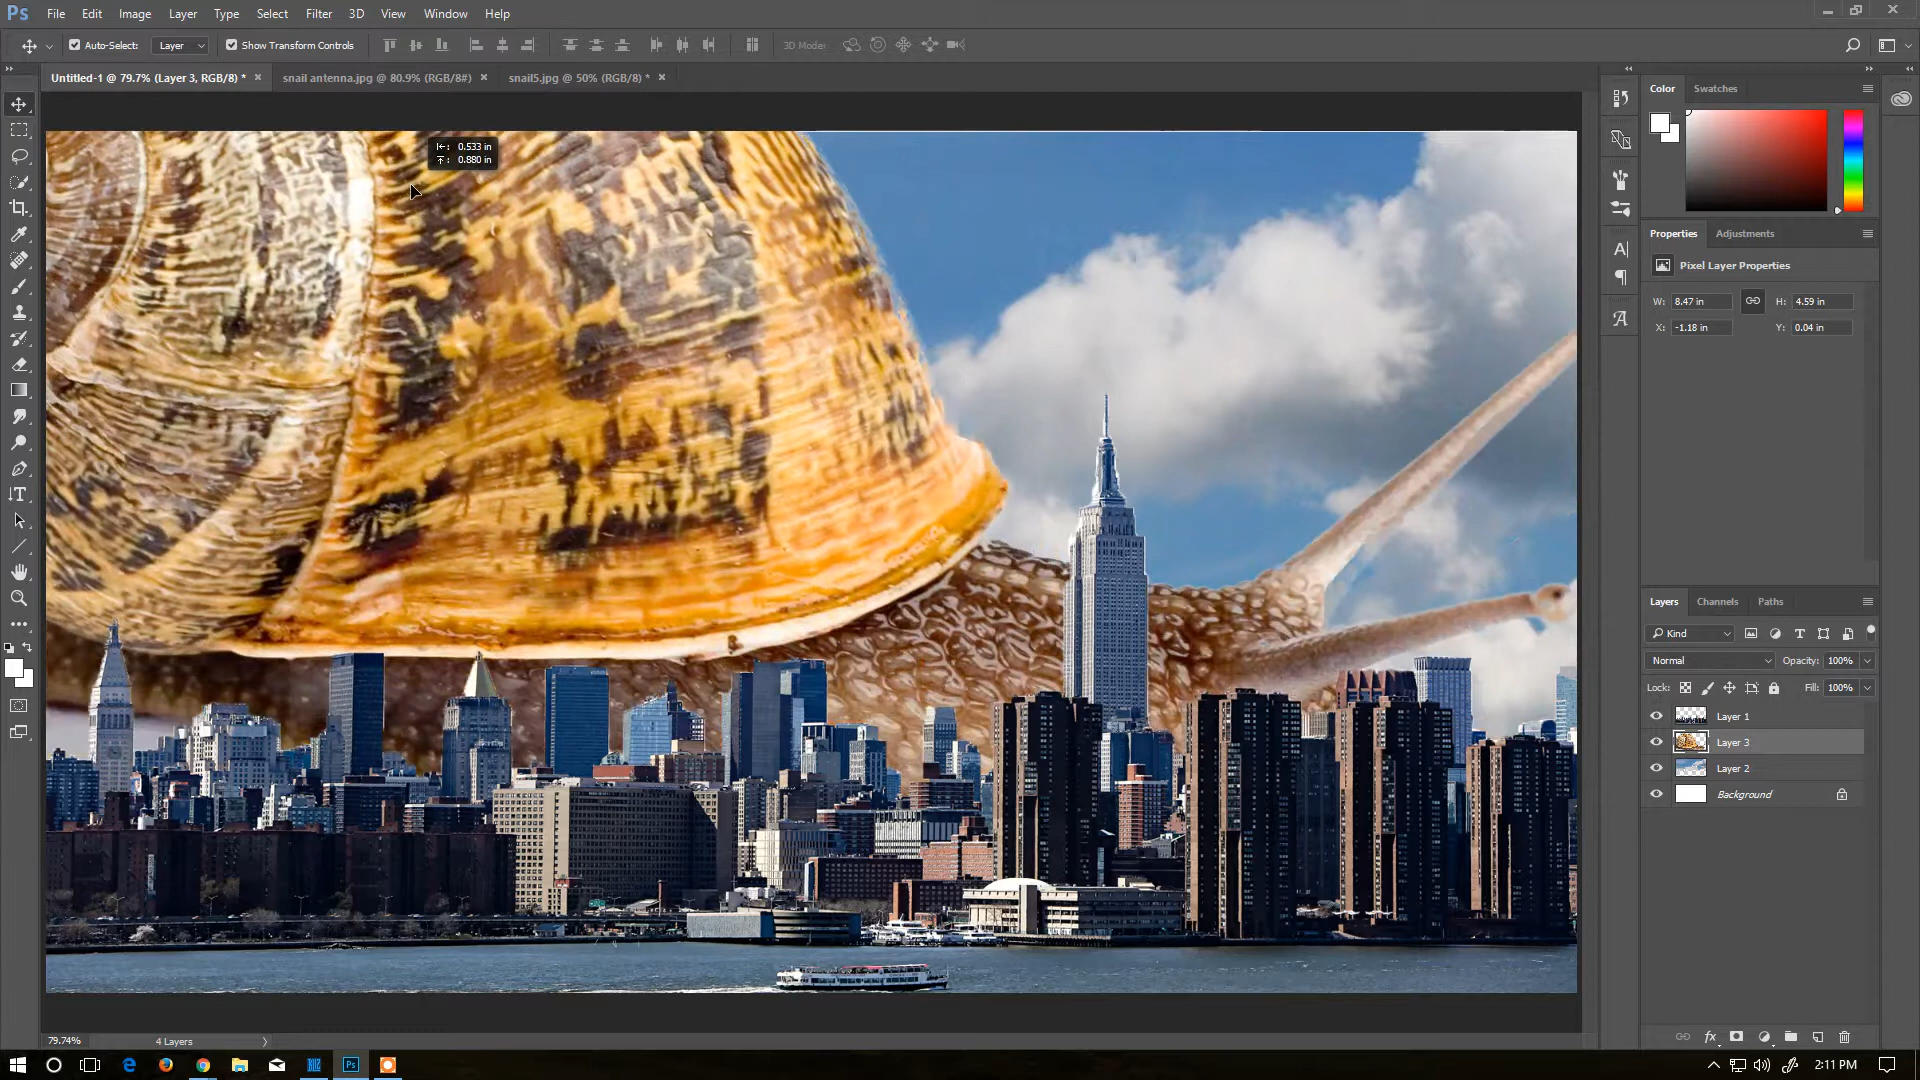 Ps File Edit Image Layer Type Select Filter 3D View Window Help
Auto-Select: Layer Show Transform Controls 3D Mode:
Untitled-1 @ 79.7% (Layer 3, RGB/8) * × snail antenna.jpg @ 80.9% (RGB/8#) × snail5.jpg @ 50% (RGB/8) * ×
Color Swatches
0.533 in
0.880 in
Properties Adjustments
Pixel Layer Properties
W: 8.47 in H: 4.59 in
X: -1.18 in Y: 0.04 in
Layers Channels Paths
Kind
Normal Opacity: 100%
Lock: Fill: 100%
Layer 1
Layer 3
Layer 2
Background
79.74% 4 Layers
Ps 2:11 PM